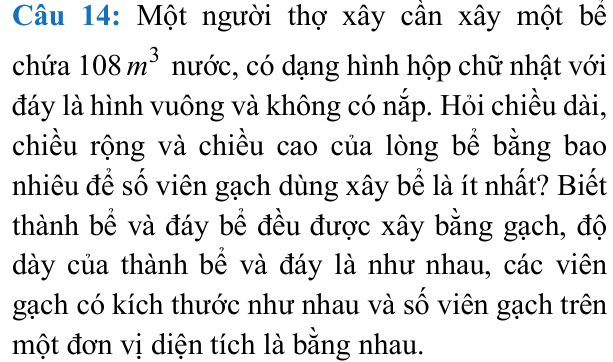 Câu 14: Một người thợ xây cần xây một bể
chứa 108 m³ nước, có dạng hình hộp chữ nhật với
đáy là hình vuông và không có nắp. Hỏi chiều dài,
chiều rộng và chiều cao của lòng bể bằng bao
nhiêu để số viên gạch dùng xây bể là ít nhất? Biết
thành bể và đáy bể đều được xây bằng gạch, độ
dày của thành bể và đáy là như nhau, các viên
gạch có kích thước như nhau và số viên gạch trên
một đơn vị diện tích là bằng nhau.